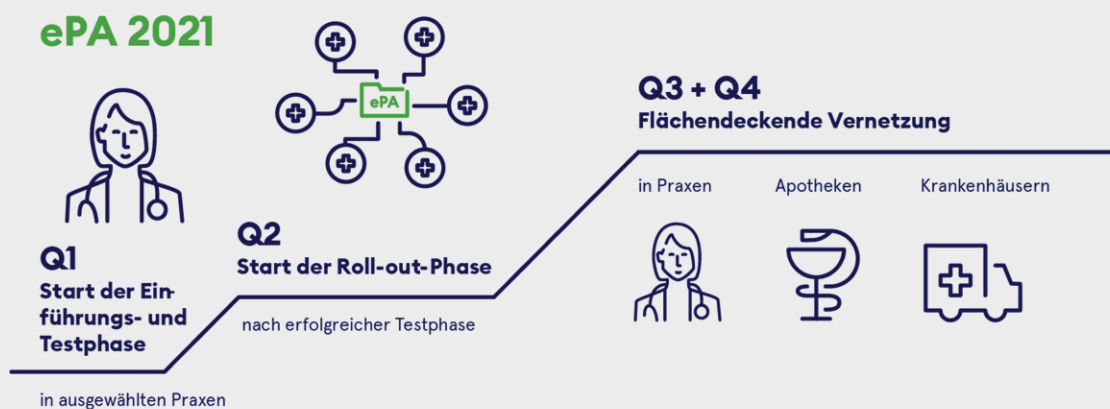 ePA 2021
ePA
Q1
Start der Ein-
führungs- und
Testphase
in ausgewählten Praxen
Q2
Start der Roll-out-Phase
nach erfolgreicher Testphase
Q3 + Q4
Flächendeckende Vernetzung
in Praxen
Apotheken
Krankenhäusern